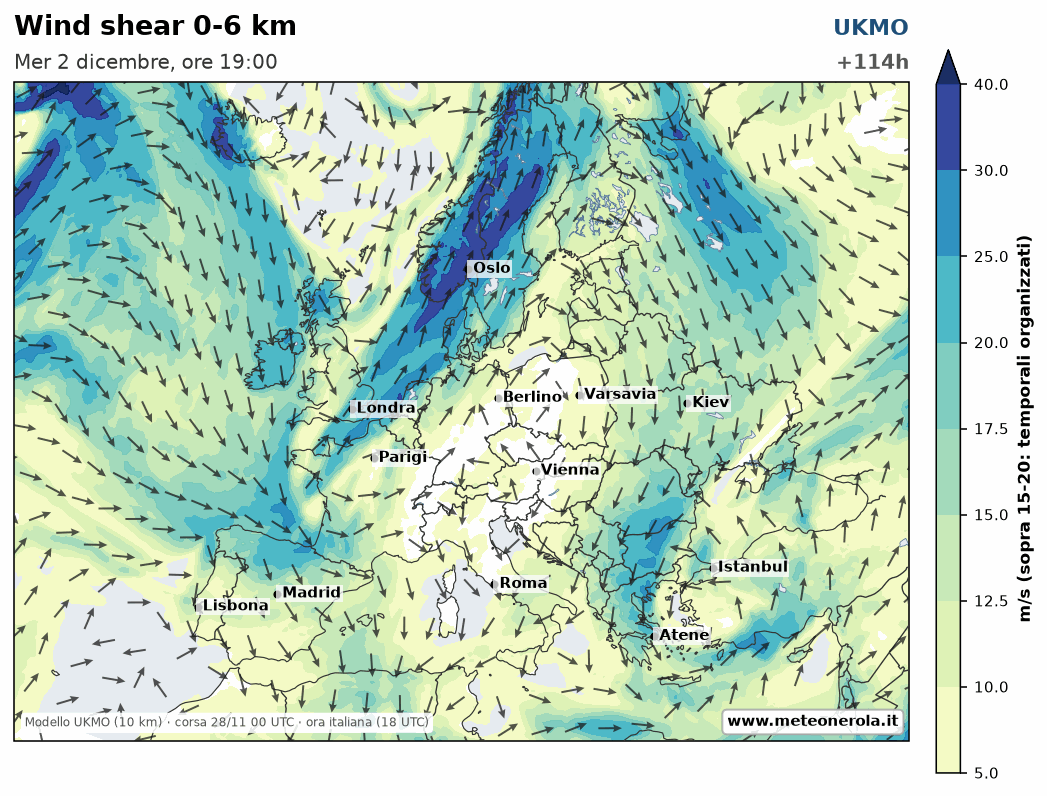 Wind shear 0-6 km
UKMO
Mer 2 dicembre, ore 19:00
+114h
40.0
30.0
25.0
20.0
17.5
15.0
12.5
10.0
5.0
m/s (sopra 15-20: temporali organizzati)
Oslo
Londra
Berlino
Varsavia
Kiev
Parigi
Vienna
Istanbul
Roma
Madrid
Lisbona
Atene
Modello UKMO (10 km) · corsa 28/11 00 UTC · ora italiana (18 UTC)
www.meteonerola.it